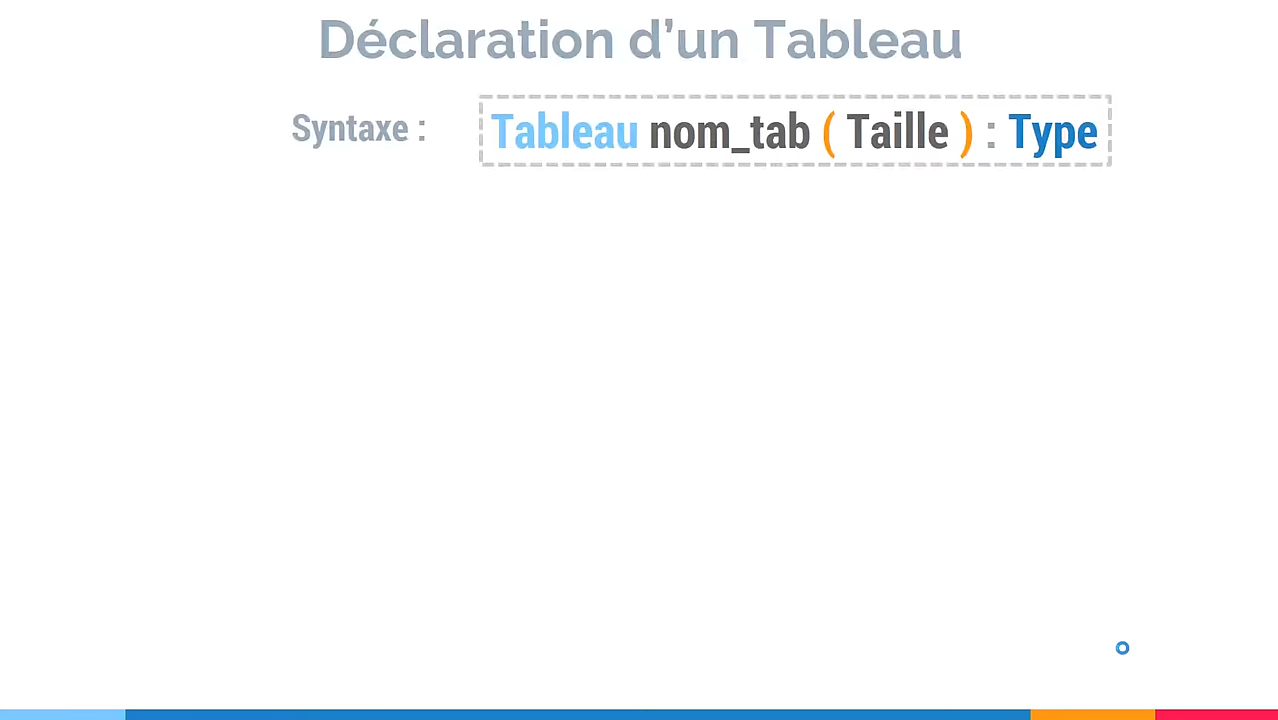 Déclaration d’un Tableau
Syntaxe : Tableau nom_tab ( Taille ) : Type